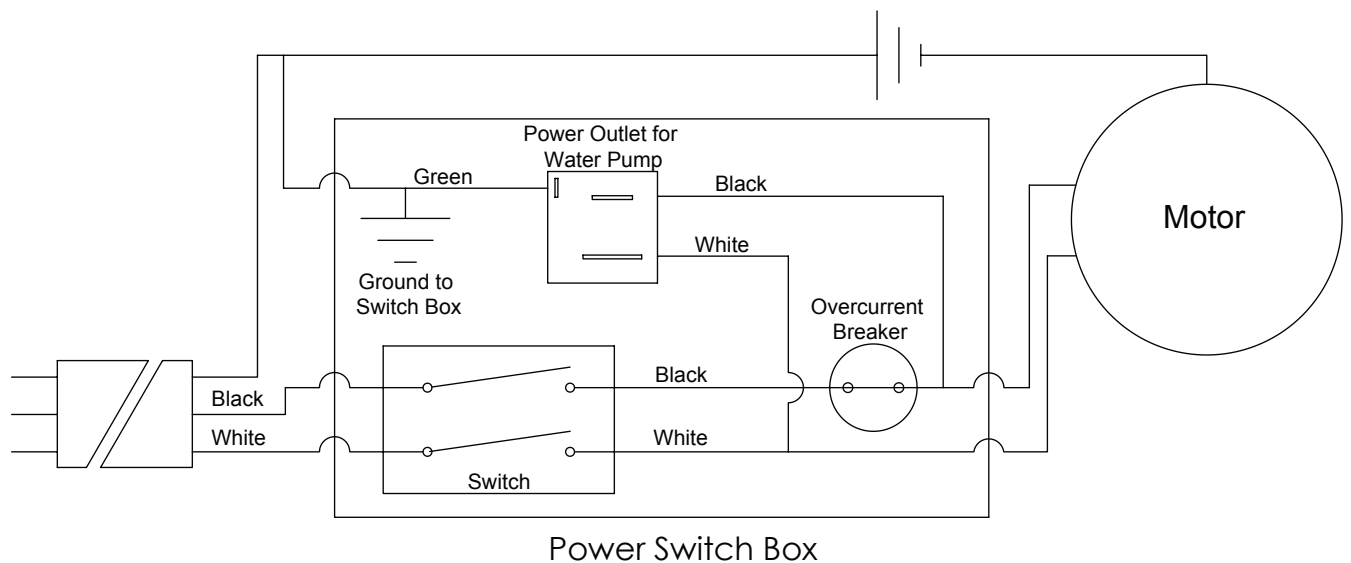 Power Outlet for
Water Pump
Green
Black
White
Motor
Ground to
Switch Box
Overcurrent
Breaker
Black
Black
White
White
Switch
Power Switch Box